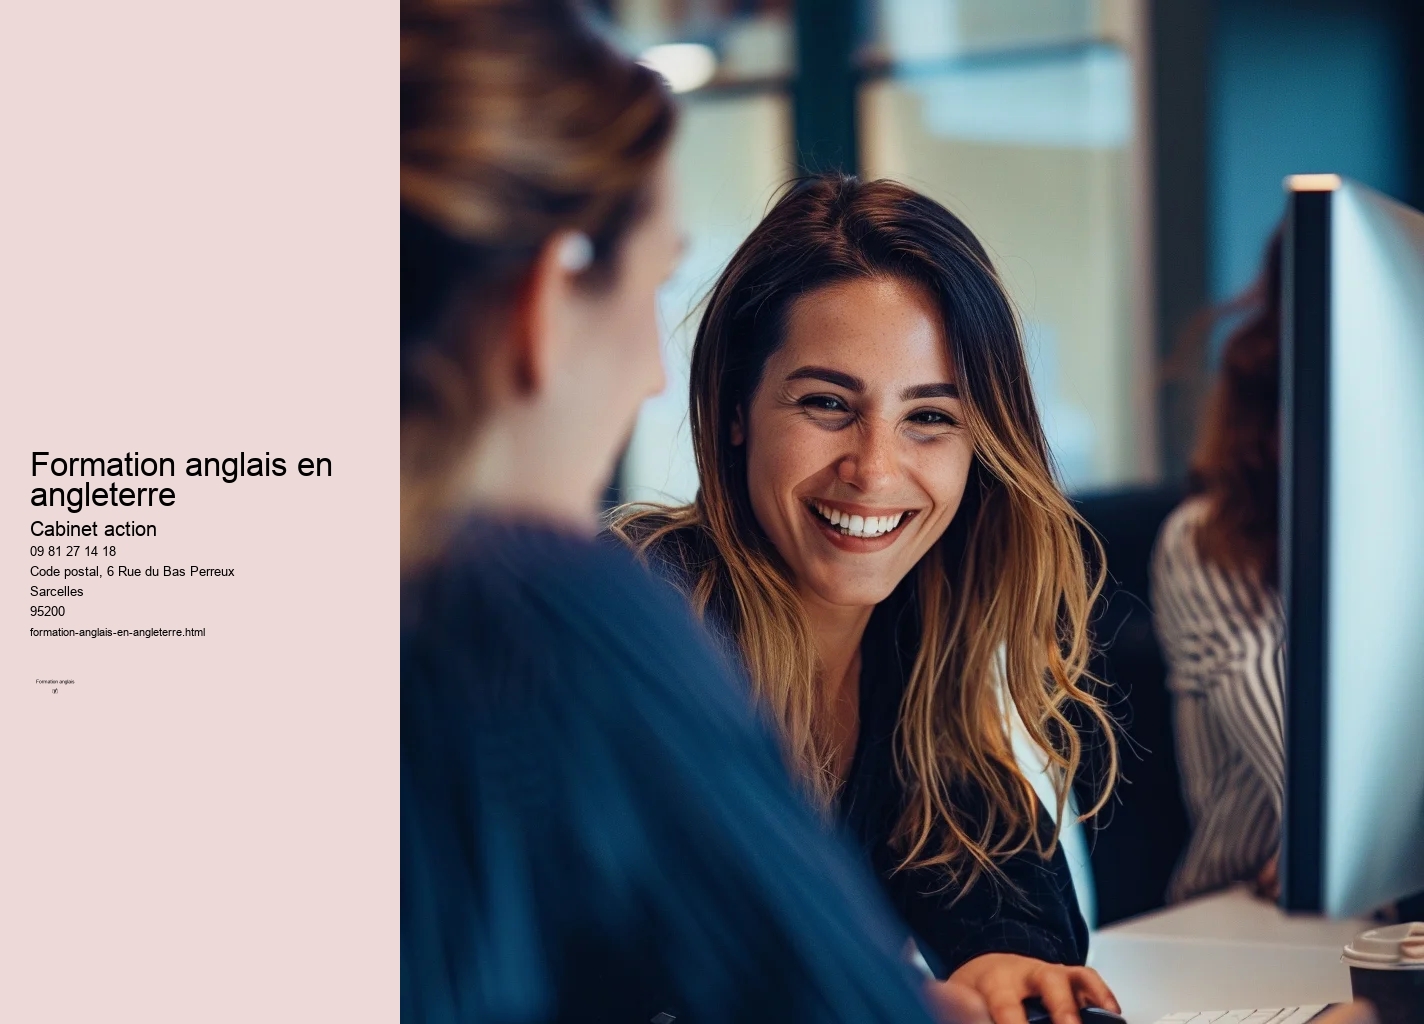 Formation anglais en
angleterre
Cabinet action
09 81 27 14 18
Code postal, 6 Rue du Bas Perreux
Sarcelles
95200
formation-anglais-en-angleterre.html
Formation anglais